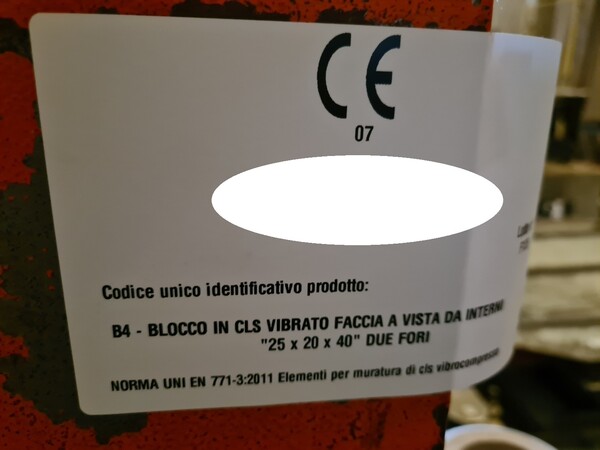 CE
07
Codice unico identificativo prodotto:
B4 - BLOCCO IN CLS VIBRATO FACCIA A VISTA DA INTERNI
"25 x 20 x 40" DUE FORI
NORMA UNI EN 771-3:2011 Elementi per muratura di cls vibrocompresso